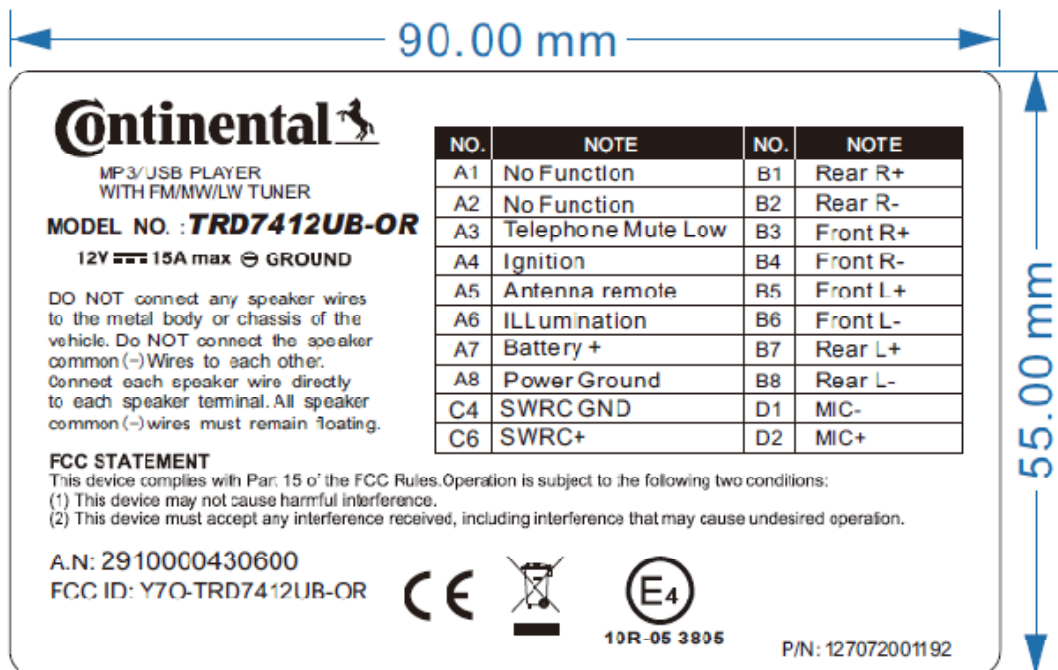 90.00 mm
55.00 mm
Continental
MP3/USB PLAYER
WITH FM/MW/LW TUNER
MODEL NO. : TRD7412UB-OR
12V 15A max ⊖ GROUND
DO NOT connect any speaker wires
to the metal body or chassis of the
vehicle. Do NOT connect the speaker
common (−) Wires to each other.
Connect each speaker wire directly
to each speaker terminal. All speaker
common (−) wires must remain floating.
NO. NOTE NO. NOTE
A1 No Function B1 Rear R+
A2 No Function B2 Rear R-
A3 Telephone Mute Low B3 Front R+
A4 Ignition B4 Front R-
A5 Antenna remote B5 Front L+
A6 ILLumination B6 Front L-
A7 Battery + B7 Rear L+
A8 Power Ground B8 Rear L-
C4 SWRC GND D1 MIC-
C6 SWRC+ D2 MIC+
FCC STATEMENT
This device complies with Part 15 of the FCC Rules.Operation is subject to the following two conditions:
(1) This device may not cause harmful interference.
(2) This device must accept any interference received, including interference that may cause undesired operation.
A.N: 2910000430600
FCC ID: Y7O-TRD7412UB-OR
CE
E4
10R-05 3805
P/N: 127072001192